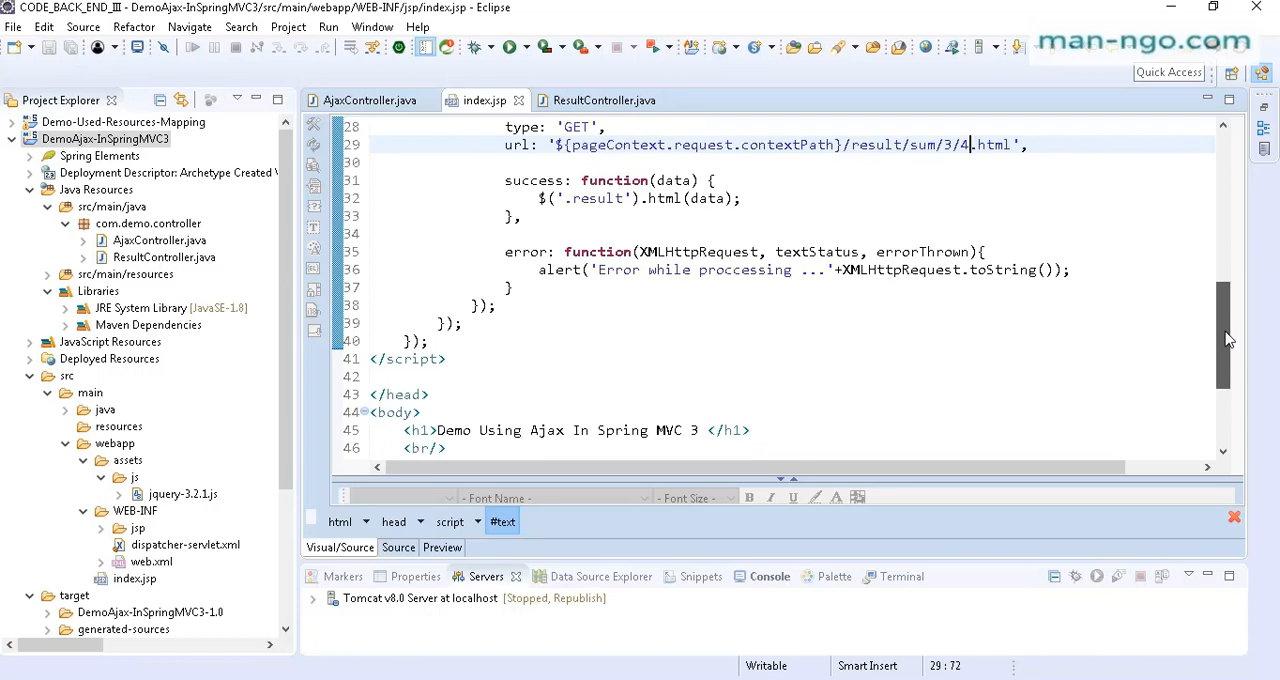 CODE_BACK_END_III - DemoAjax-InSpringMVC3/src/main/webapp/WEB-INF/jsp/index.jsp - Eclipse
File Edit Source Refactor Navigate Search Project Run Window Help
man-ngo.com
Quick Access
Project Explorer
AjaxController.java index.jsp ResultController.java
Demo-Used-Resources-Mapping
DemoAjax-InSpringMVC3
Spring Elements
Deployment Descriptor: Archetype Created V
Java Resources
src/main/java
com.demo.controller
AjaxController.java
ResultController.java
src/main/resources
Libraries
JRE System Library [JavaSE-1.8]
Maven Dependencies
JavaScript Resources
Deployed Resources
src
main
java
resources
webapp
assets
js
jquery-3.2.1.js
WEB-INF
jsp
dispatcher-servlet.xml
web.xml
index.jsp
target
DemoAjax-InSpringMVC3-1.0
generated-sources
28 type: 'GET',
29 url: '${pageContext.request.contextPath}/result/sum/3/4.html',
30
31 success: function(data) {
32 $('.result').html(data);
33 },
34
35 error: function(XMLHttpRequest, textStatus, errorThrown){
36 alert('Error while proccessing ...'+XMLHttpRequest.toString());
37 }
38 });
39 });
40 });
41 </script>
42
43 </head>
44 <body>
45 <h1>Demo Using Ajax In Spring MVC 3 </h1>
46 <br/>
- Font Name - - Font Size - B I U A
html head script #text
Visual/Source Source Preview
Markers Properties Servers Data Source Explorer Snippets Console Palette Terminal
Tomcat v8.0 Server at localhost [Stopped, Republish]
Writable Smart Insert 29 : 72